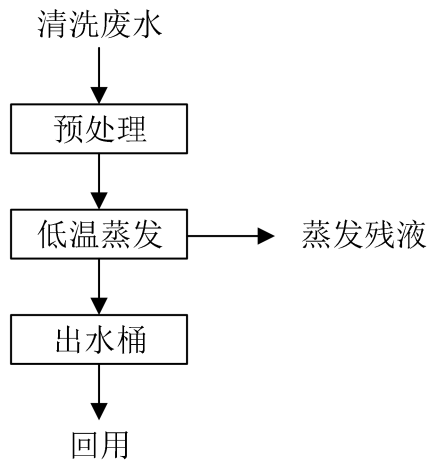 清洗废水
预处理
低温蒸发
蒸发残液
出水桶
回用